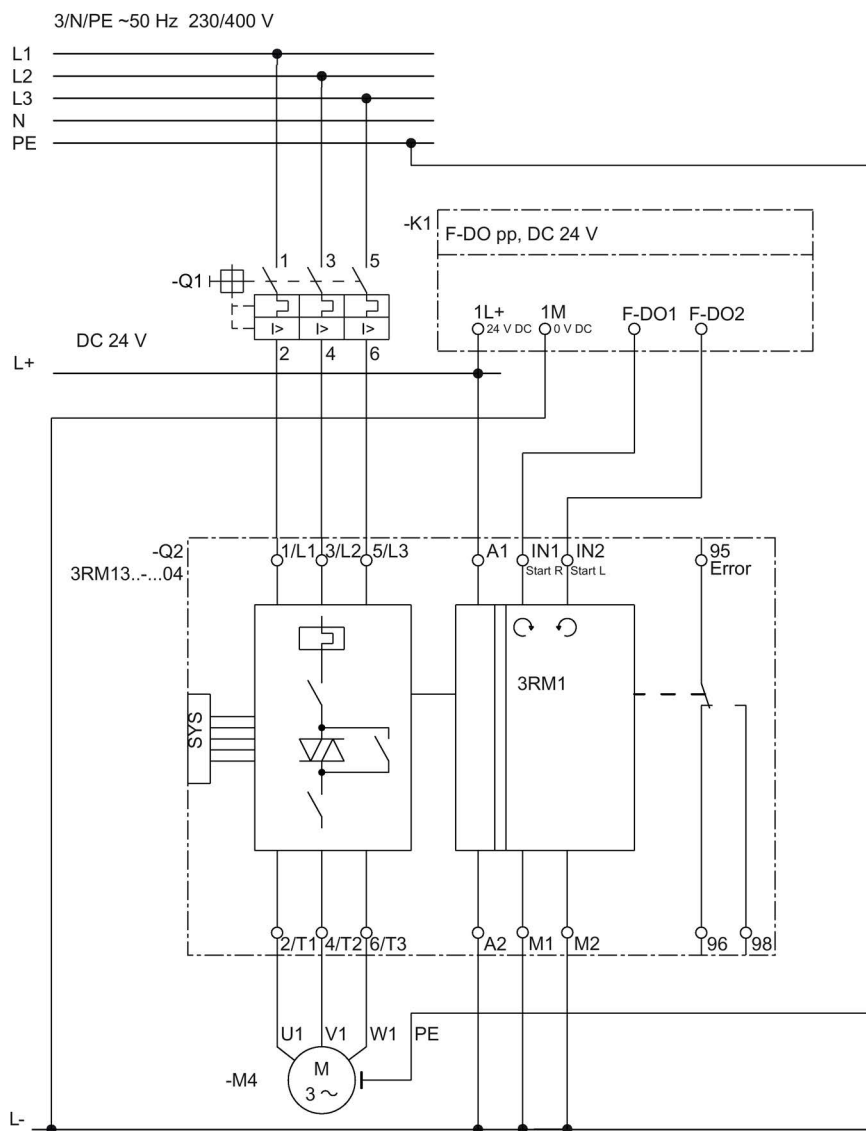 3/N/PE ~50 Hz 230/400 V
L1
L2
L3
N
PE
-K1
F-DO pp, DC 24 V
1 3 5
-Q1
I> I> I>
1L+ 1M F-DO1 F-DO2
24 V DC 0 V DC
DC 24 V
2 4 6
L+
-Q2
1/L1 3/L2 5/L3
A1 IN1 IN2 95
3RM13..-...04
Start R Start L
Error
3RM1
SYS
2/T1 4/T2 6/T3
A2 M1 M2 96 98
U1 V1 W1 PE
-M4
M
3 ~
L-